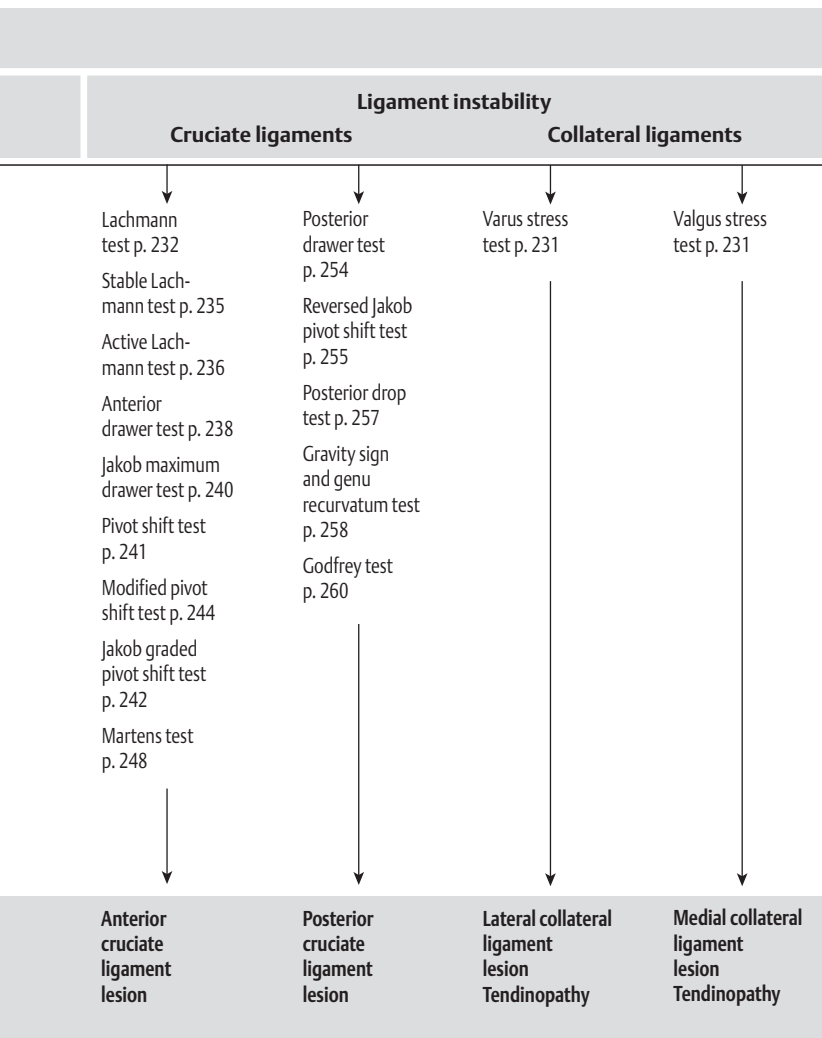 Ligament instability
Cruciate ligaments
Collateral ligaments
Lachmann
test p. 232
Stable Lach-
mann test p. 235
Active Lach-
mann test p. 236
Anterior
drawer test p. 238
Jakob maximum
drawer test p. 240
Pivot shift test
p. 241
Modified pivot
shift test p. 244
Jakob graded
pivot shift test
p. 242
Martens test
p. 248
Posterior
drawer test
p. 254
Reversed Jakob
pivot shift test
p. 255
Posterior drop
test p. 257
Gravity sign
and genu
recurvatum test
p. 258
Godfrey test
p. 260
Varus stress
test p. 231
Valgus stress
test p. 231
Anterior
cruciate
ligament
lesion
Posterior
cruciate
ligament
lesion
Lateral collateral
ligament
lesion
Tendinopathy
Medial collateral
ligament
lesion
Tendinopathy